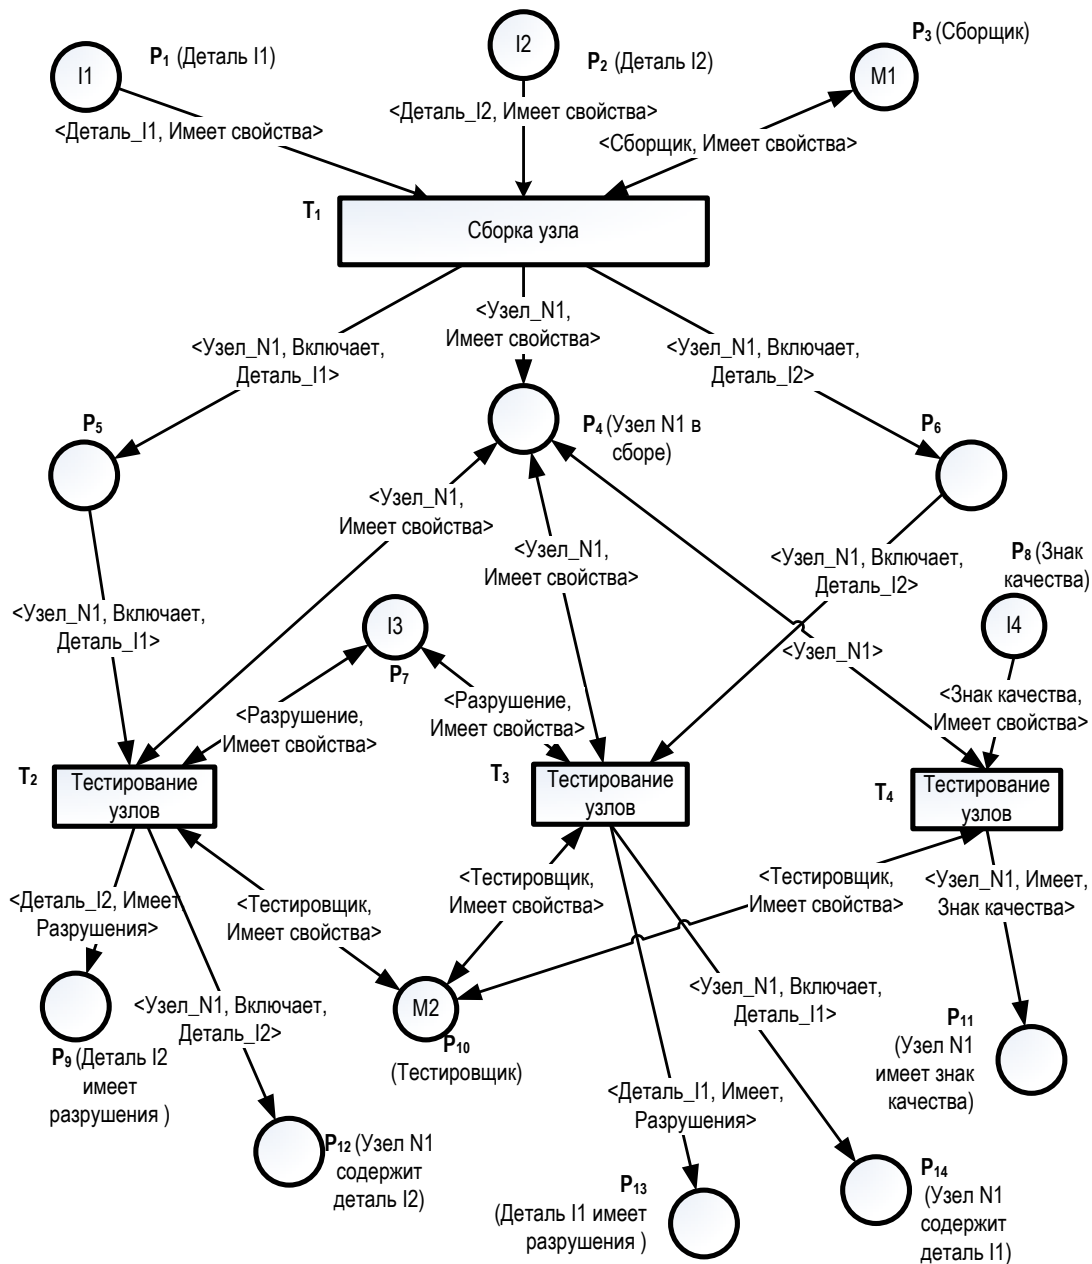 I1
P1 (Деталь I1)
I2
P2 (Деталь I2)
P3 (Сборщик)
M1
<Деталь_I1, Имеет свойства>
<Деталь_I2, Имеет свойства>
<Сборщик, Имеет свойства>
T1
Сборка узла
<Узел_N1, Включает,
Деталь_I1>
<Узел_N1,
Имеет свойства>
<Узел_N1, Включает,
Деталь_I2>
P5
P4 (Узел N1 в
сборе)
P6
<Узел_N1,
Имеет свойства>
<Узел_N1,
Имеет свойства>
<Узел_N1, Включает,
Деталь_I2>
P8 (Знак
качества)
<Узел_N1, Включает,
Деталь_I1>
I3
P7
I4
<Узел_N1>
<Разрушение,
Имеет свойства>
<Разрушение,
Имеет свойства>
<Знак качества,
Имеет свойства>
T2
Тестирование
узлов
T3
Тестирование
узлов
T4
Тестирование
узлов
<Деталь_I2, Имеет
Разрушения>
<Тестировщик,
Имеет свойства>
<Тестировщик,
Имеет свойства>
<Тестировщик,
Имеет свойства>
<Узел_N1, Имеет,
Знак качества>
<Узел_N1, Включает,
Деталь_I2>
M2
P10
(Тестировщик)
<Узел_N1, Включает,
Деталь_I1>
P9 (Деталь I2
имеет
разрушения )
P11
(Узел N1
имеет знак
качества)
<Деталь_I1, Имеет,
Разрушения>
P12 (Узел N1
содержит
деталь I2)
P13
(Деталь I1 имеет
разрушения )
P14
(Узел N1
содержит
деталь I1)